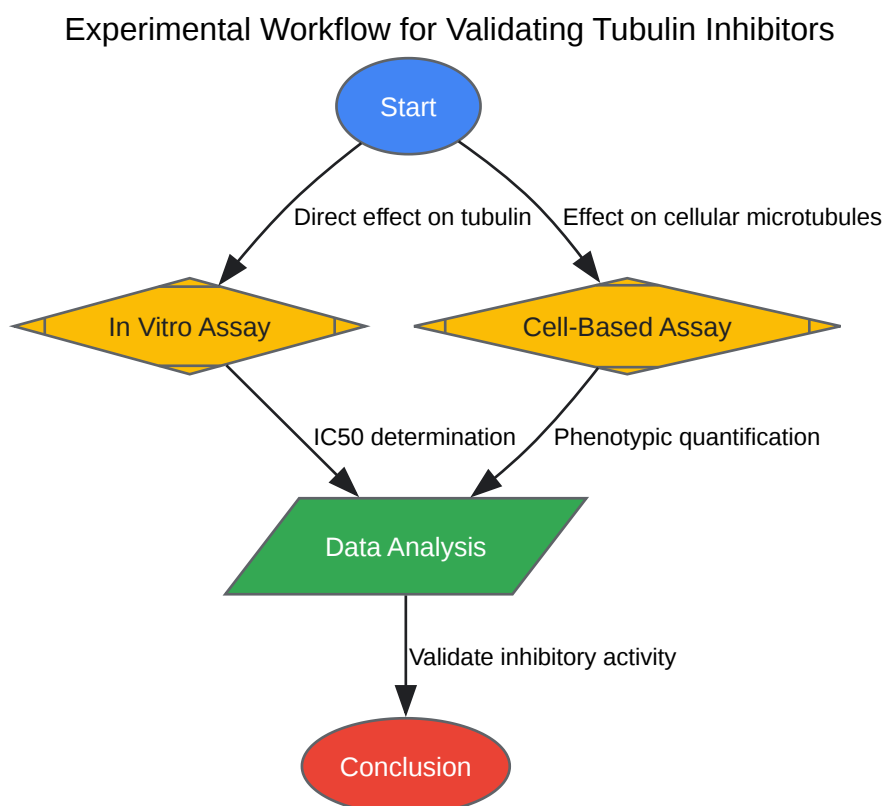 Experimental Workflow for Validating Tubulin Inhibitors
Start
Direct effect on tubulin
Effect on cellular microtubules
In Vitro Assay
Cell-Based Assay
IC50 determination
Phenotypic quantification
Data Analysis
Validate inhibitory activity
Conclusion